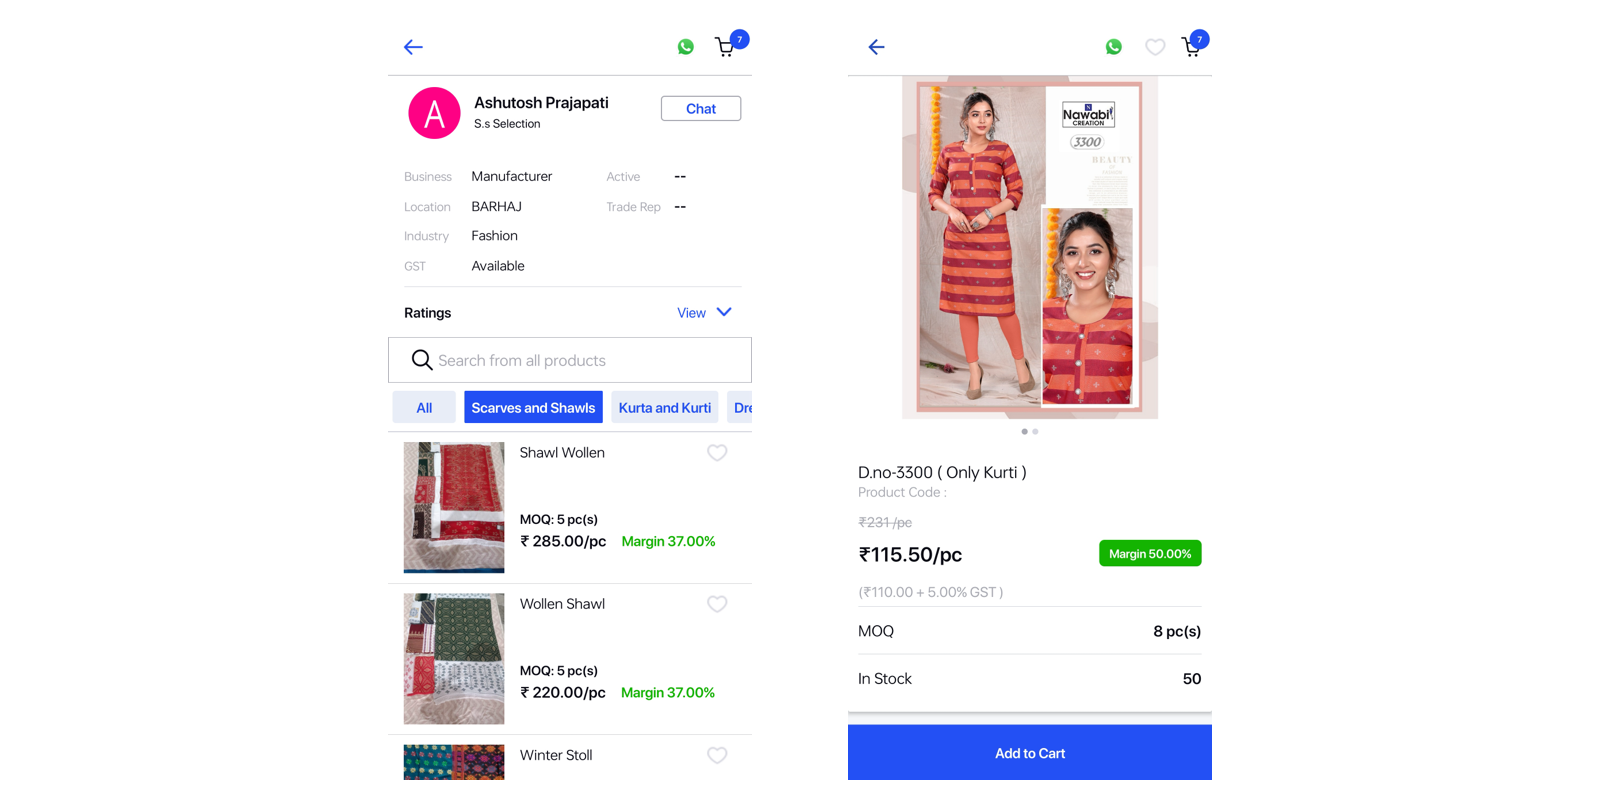 7
A
Ashutosh Prajapati
S.s Selection
Chat
Business Manufacturer Active --
Location BARHAJ Trade Rep --
Industry Fashion
GST Available
Ratings View
Search from all products
All Scarves and Shawls Kurta and Kurti Dre
Shawl Wollen
MOQ: 5 pc(s)
₹ 285.00/pc Margin 37.00%
Wollen Shawl
MOQ: 5 pc(s)
₹ 220.00/pc Margin 37.00%
Winter Stoll
7
N
Nawabi
CREATION
3300
BEAUTY
D.no-3300 ( Only Kurti )
Product Code :
₹231 /pc
₹115.50/pc Margin 50.00%
(₹110.00 + 5.00% GST )
MOQ 8 pc(s)
In Stock 50
Add to Cart